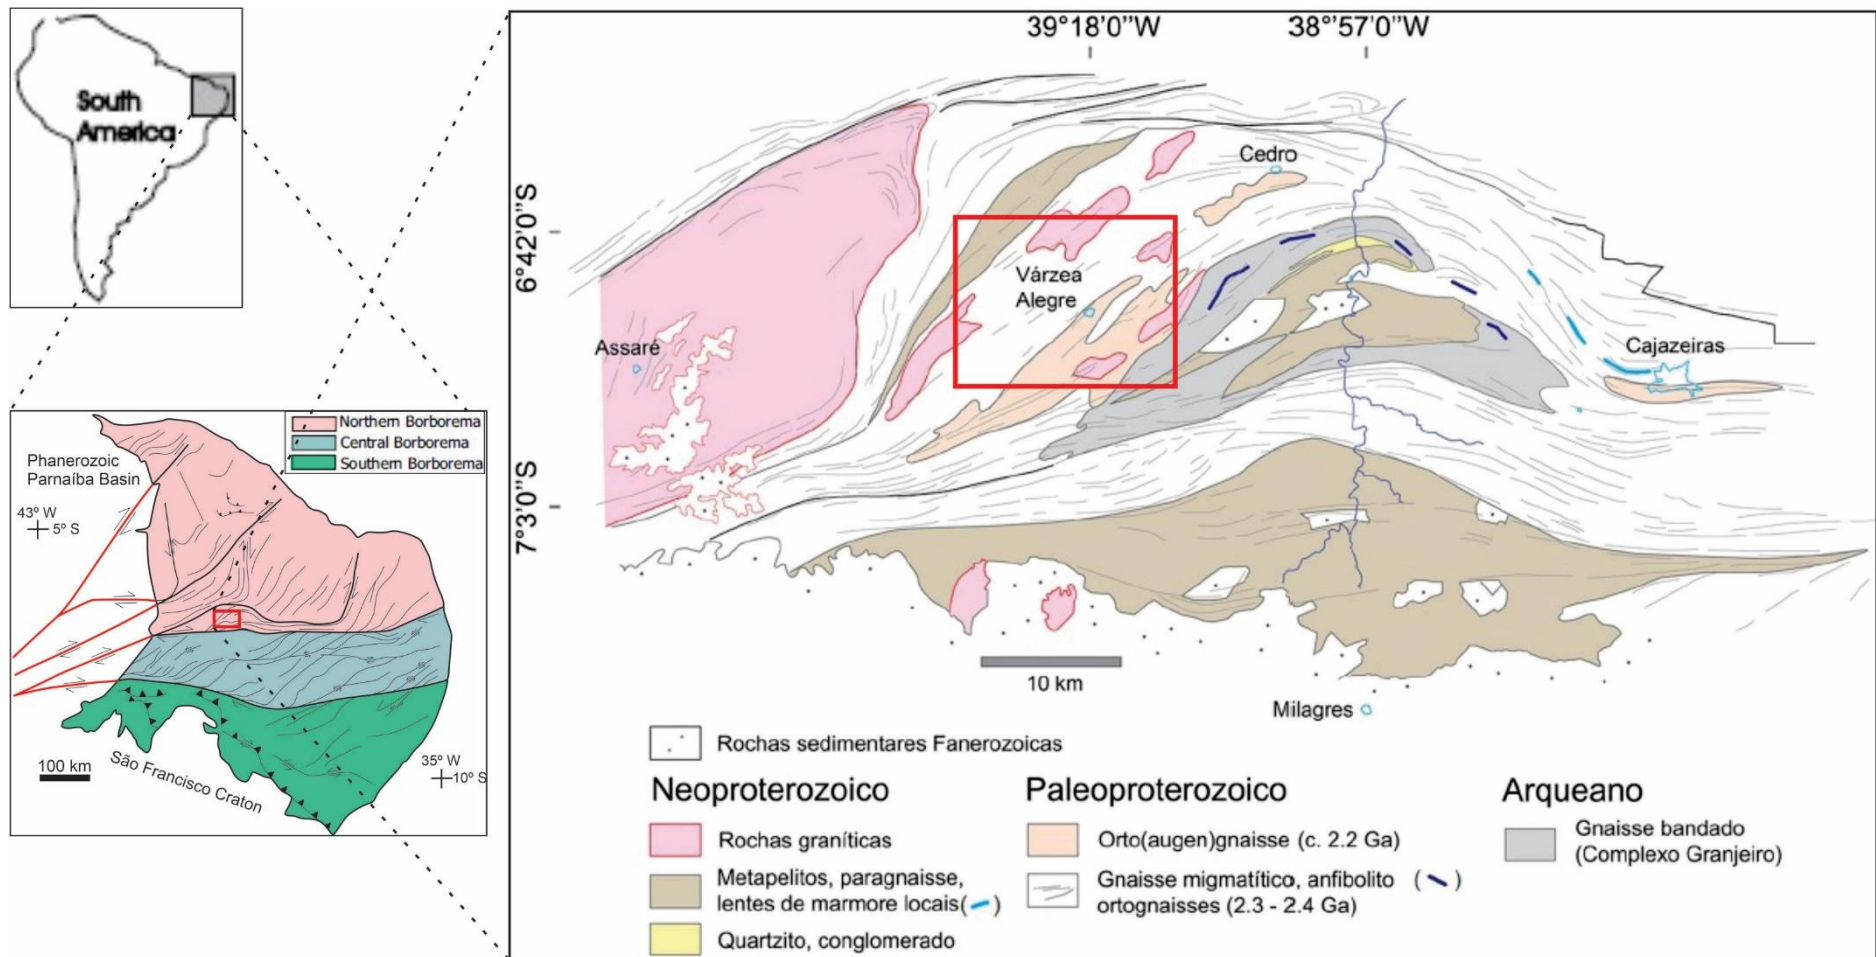 South
America
Northern Borborema
Central Borborema
Southern Borborema
Phanerozoic
Parnaíba Basin
43° W
5° S
100 km
São Francisco Craton
35° W
10° S
39°18'0''W
38°'57'0''W
6°42'0''S
7°3'0''S
Cedro
Várzea
Alegre
Assaré
Cajazeiras
10 km
Milagres
Rochas sedimentares Fanerozoicas
Neoproterozoico
Rochas graníticas
Metapelitos, paragnaisse,
lentes de marmore locais( )
Quartzito, conglomerado
Paleoproterozoico
Orto(augen)gnaisse (c. 2.2 Ga)
Gnaisse migmatítico, anfibolito ( )
ortognaisses (2.3 - 2.4 Ga)
Arqueano
Gnaisse bandado
(Complexo Granjeiro)